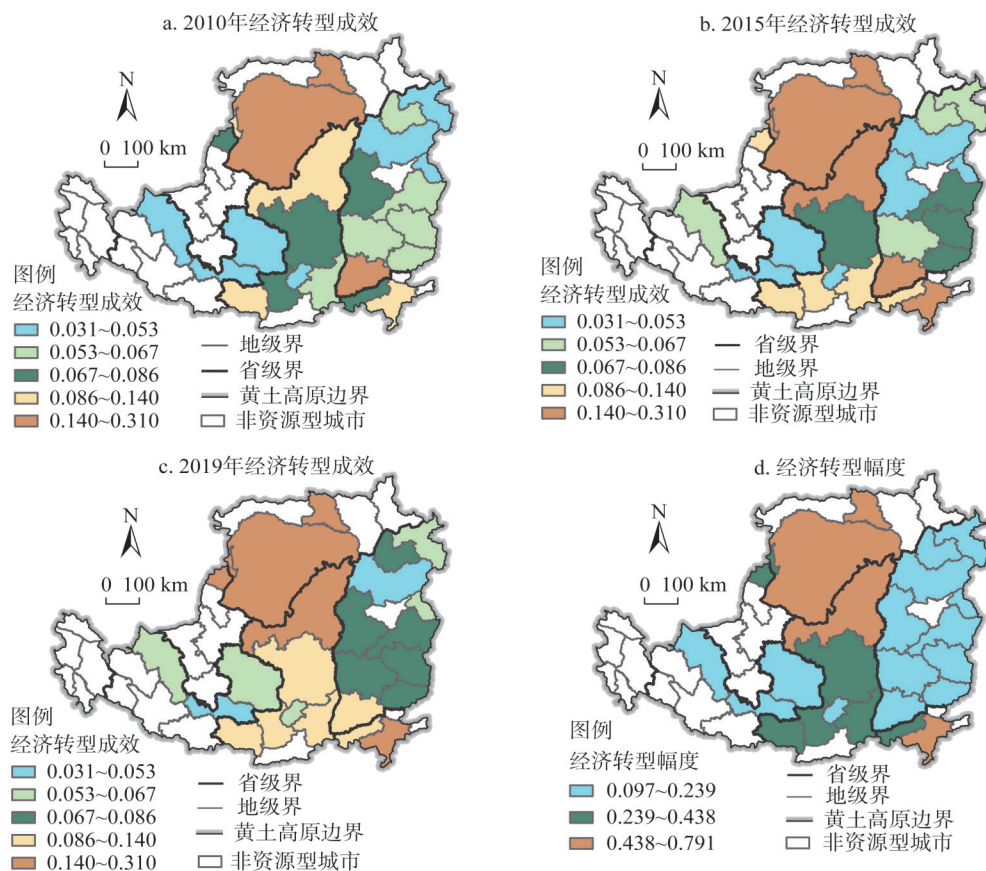 a. 2010年经济转型成效
N
0 100 km
图例
经济转型成效
0.031~0.053
0.053~0.067
0.067~0.086
0.086~0.140
0.140~0.310
地级界
省级界
黄土高原边界
非资源型城市
b. 2015年经济转型成效
N
0 100 km
图例
经济转型成效
0.031~0.053
0.053~0.067
0.067~0.086
0.086~0.140
0.140~0.310
省级界
地级界
黄土高原边界
非资源型城市
c. 2019年经济转型成效
N
0 100 km
图例
经济转型成效
0.031~0.053
0.053~0.067
0.067~0.086
0.086~0.140
0.140~0.310
省级界
地级界
黄土高原边界
非资源型城市
d. 经济转型幅度
N
0 100 km
图例
经济转型幅度
0.097~0.239
0.239~0.438
0.438~0.791
省级界
地级界
黄土高原边界
非资源型城市